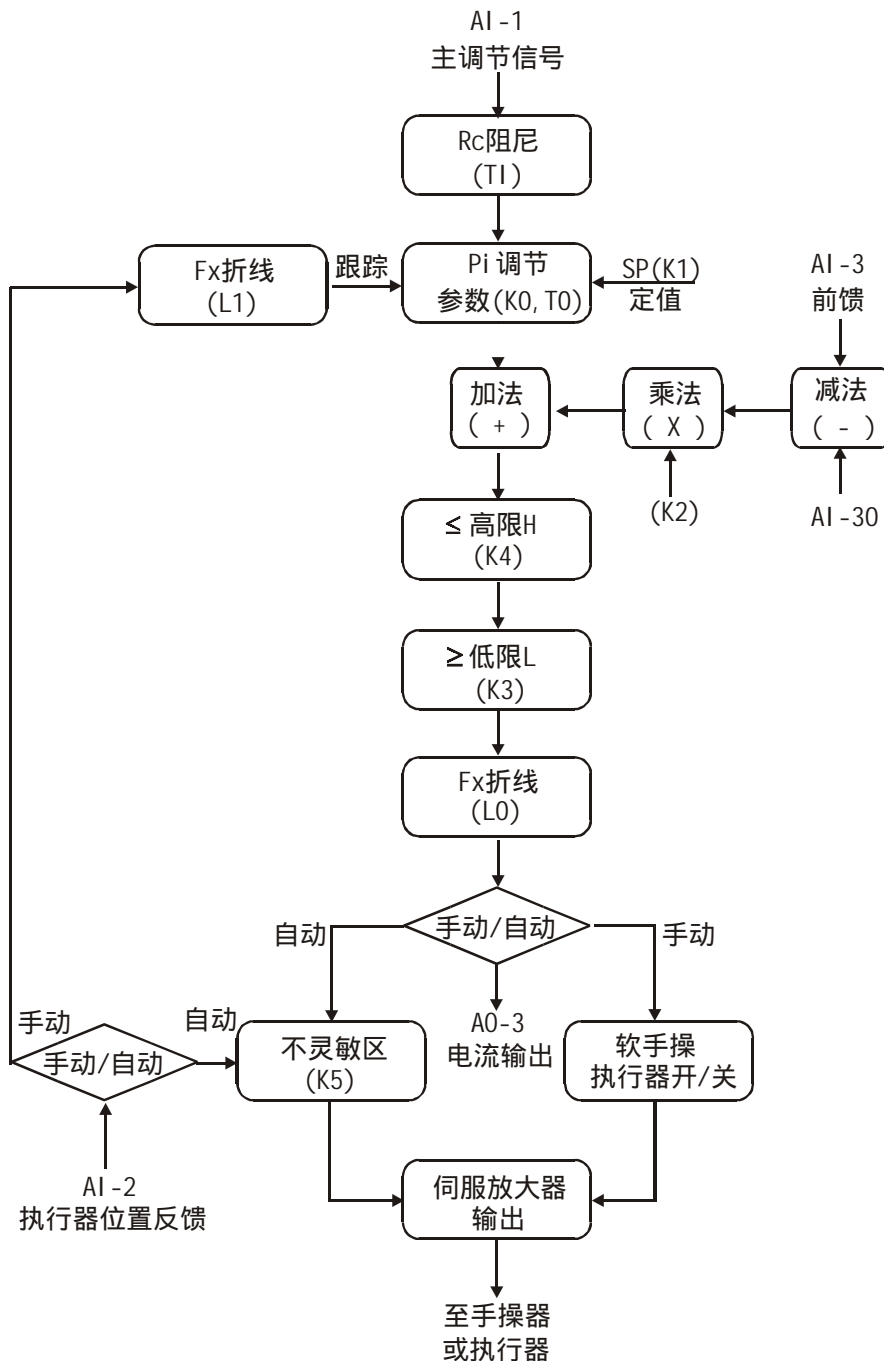 AI-1
主调节信号
Rc阻尼
(TI)
Fx折线
(L1)
跟踪
Pi调节
参数(K0,T0)
SP(K1)
定值
AI-3
前馈
加法
( + )
乘法
( X )
减法
( - )
(K2)
AI-30
≤高限H
(K4)
≥低限L
(K3)
Fx折线
(L0)
自动
手动/自动
手动
手动
手动/自动
自动
不灵敏区
(K5)
A0-3
电流输出
软手操
执行器开/关
AI-2
执行器位置反馈
伺服放大器
输出
至手操器
或执行器